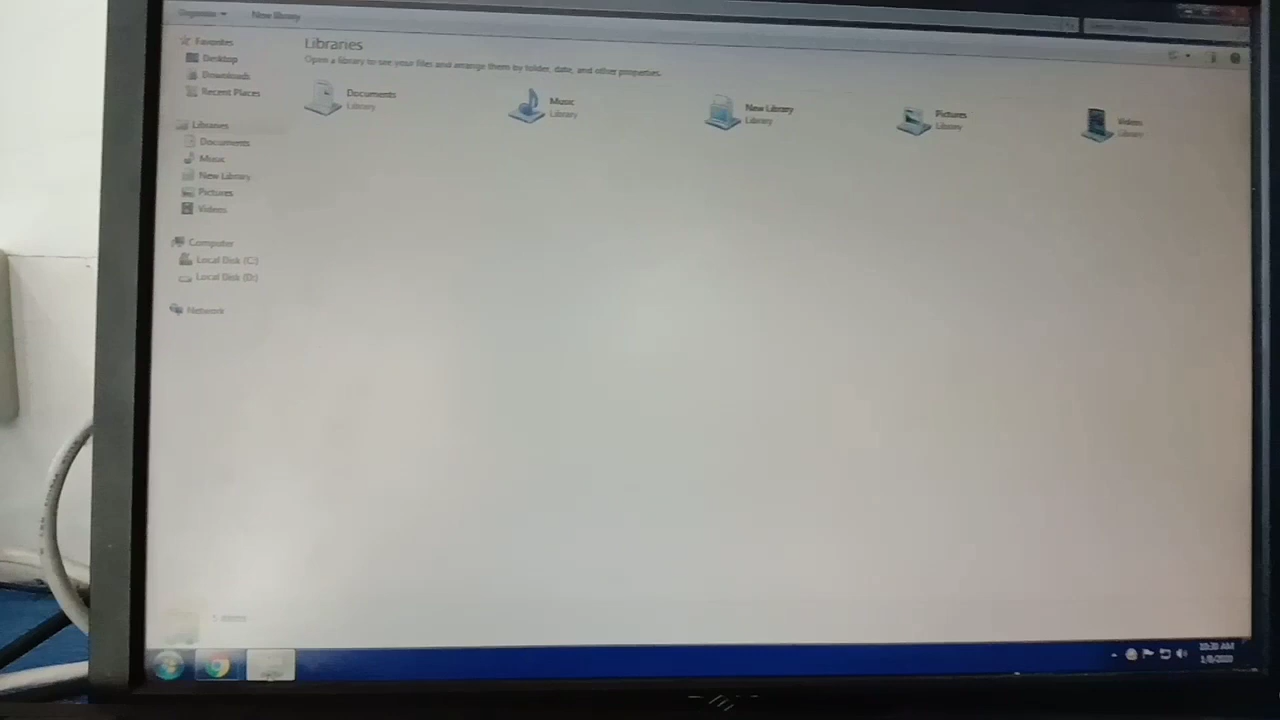 Organize
New library
Favorites
Desktop
Downloads
Recent Places
Libraries
Documents
Music
New Library
Pictures
Videos
Computer
Local Disk (C:)
Local Disk (D:)
Network
Libraries
Open a library to see your files and arrange them by folder, date, and other properties.
Documents
Library
Music
Library
New Library
Library
Pictures
Library
Videos
Library
5 items